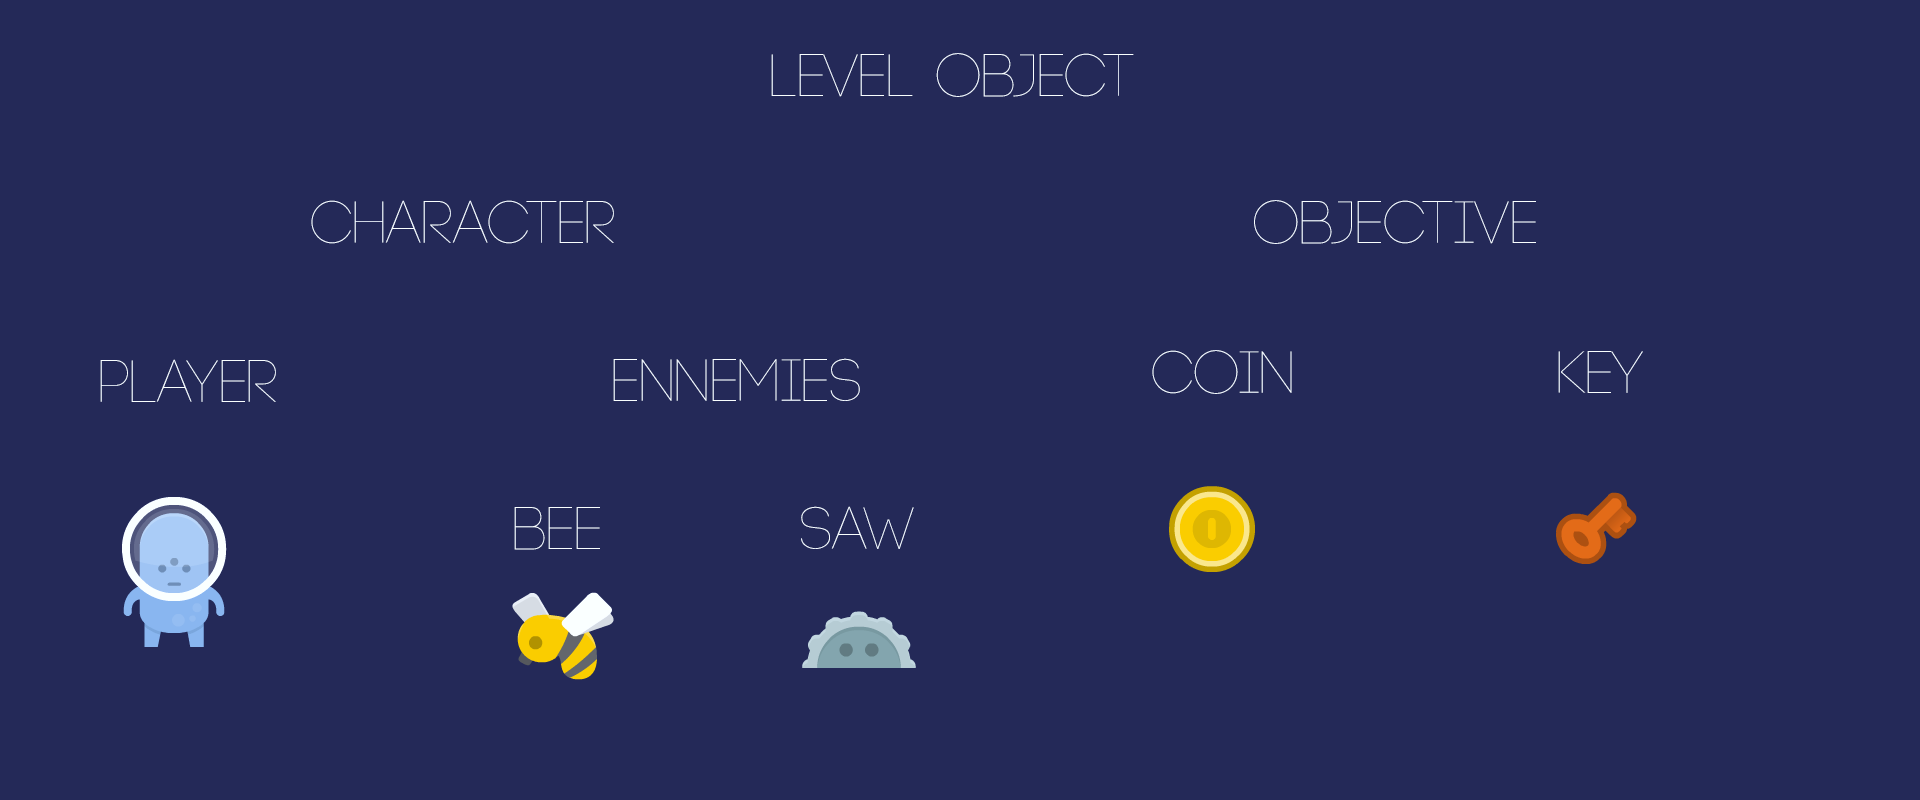 LEVEL OBJECT
CHARACTER
OBJECTIVE
PLAYER
ENNEMIES
COIN
KEY
BEE
SAW